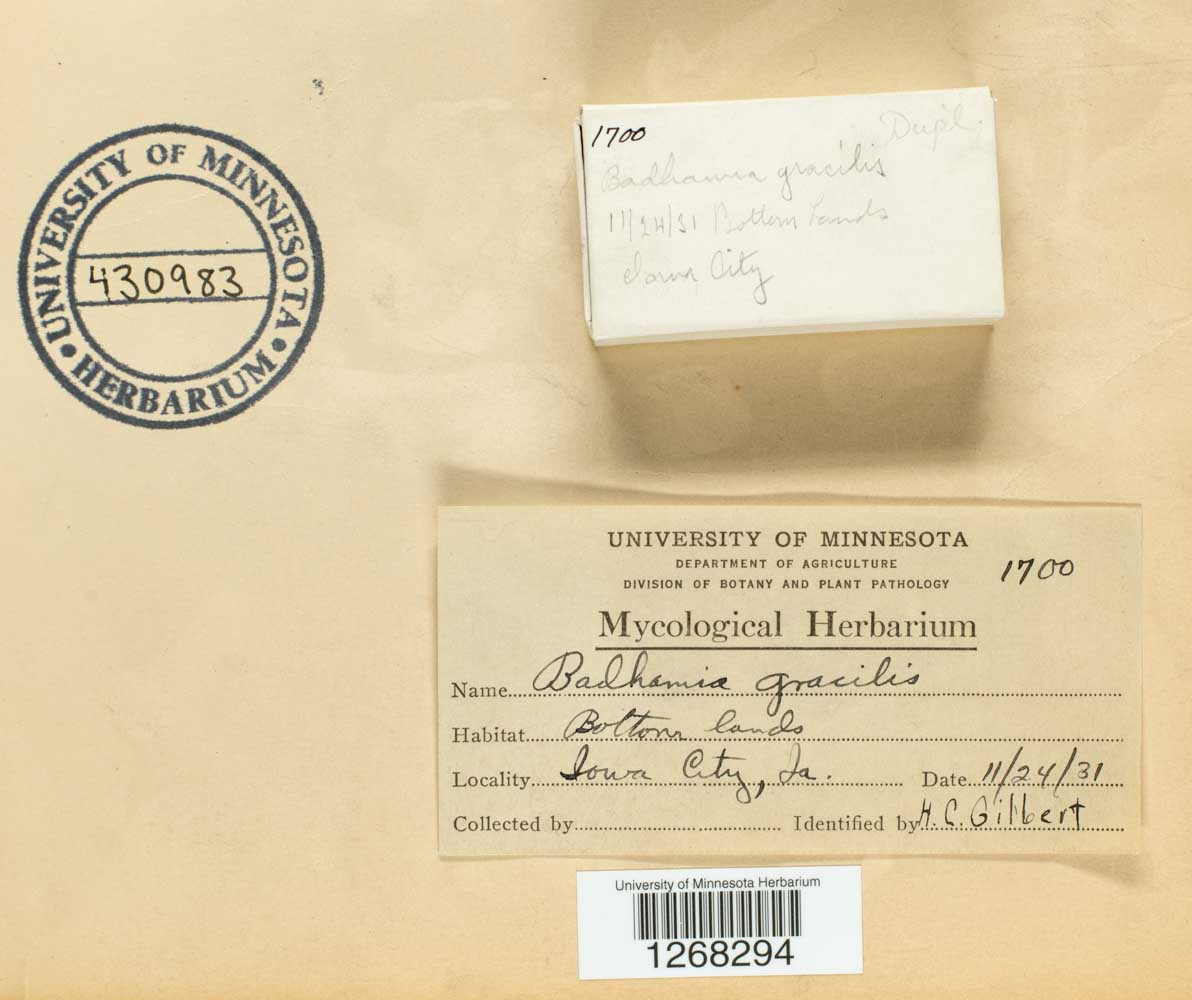 UNIVERSITY OF MINNESOTA
430983
• HERBARIUM •
1700
Dupl.
Badhamia gracilis
11/24/31 Bottom Lands
Iowa City
UNIVERSITY OF MINNESOTA
DEPARTMENT OF AGRICULTURE
DIVISION OF BOTANY AND PLANT PATHOLOGY
1700
Mycological Herbarium
Name Badhamia gracilis
Habitat Bottom lands
Locality Iowa City, Ia. Date 11/24/31
Collected by Identified by H. C. Gilbert
University of Minnesota Herbarium
1268294